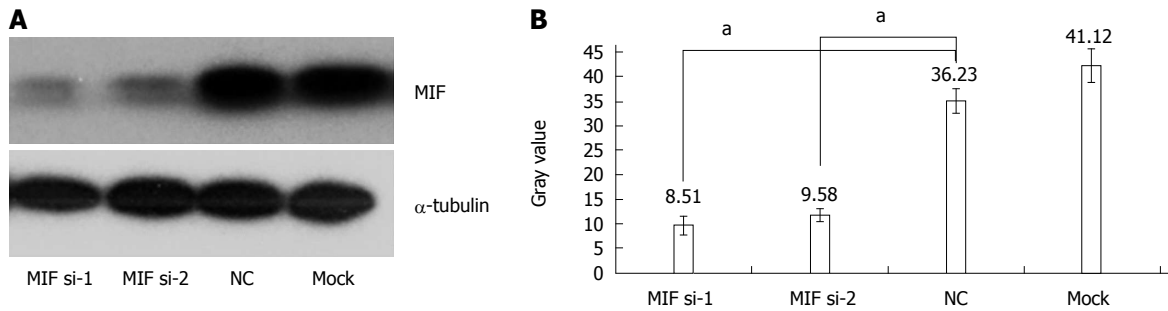 A
MIF
α-tubulin
MIF si-1 MIF si-2 NC Mock
B
a
a
41.12
36.23
8.51
9.58
Gray value
45
40
35
30
25
20
15
10
5
0
MIF si-1 MIF si-2 NC Mock